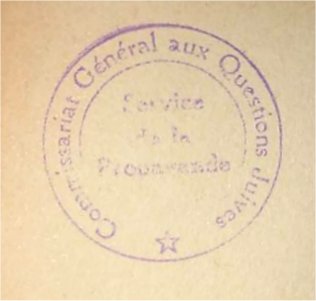 Commissariat Général aux Questions Juives
Service
de la
Propagande